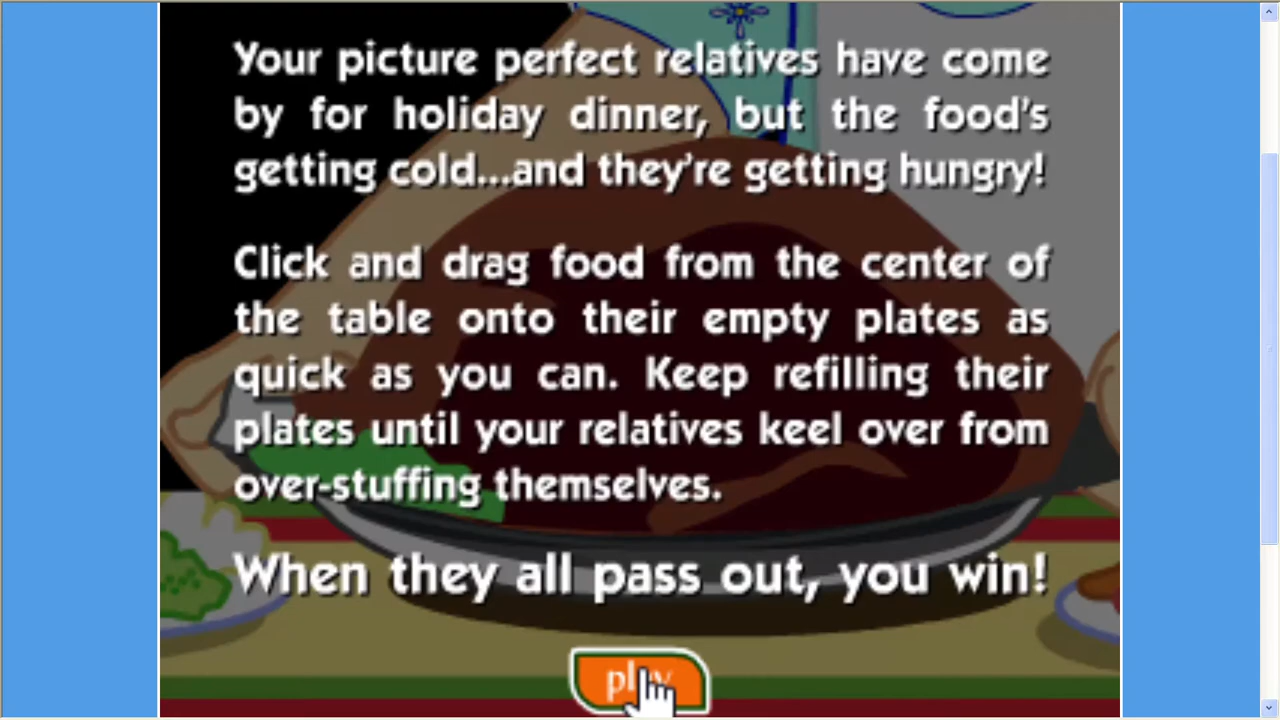 Your picture perfect relatives have come
by for holiday dinner, but the food's
getting cold...and they're getting hungry!
Click and drag food from the center of
the table onto their empty plates as
quick as you can. Keep refilling their
plates until your relatives keel over from
over-stuffing themselves.
When they all pass out, you win!
play